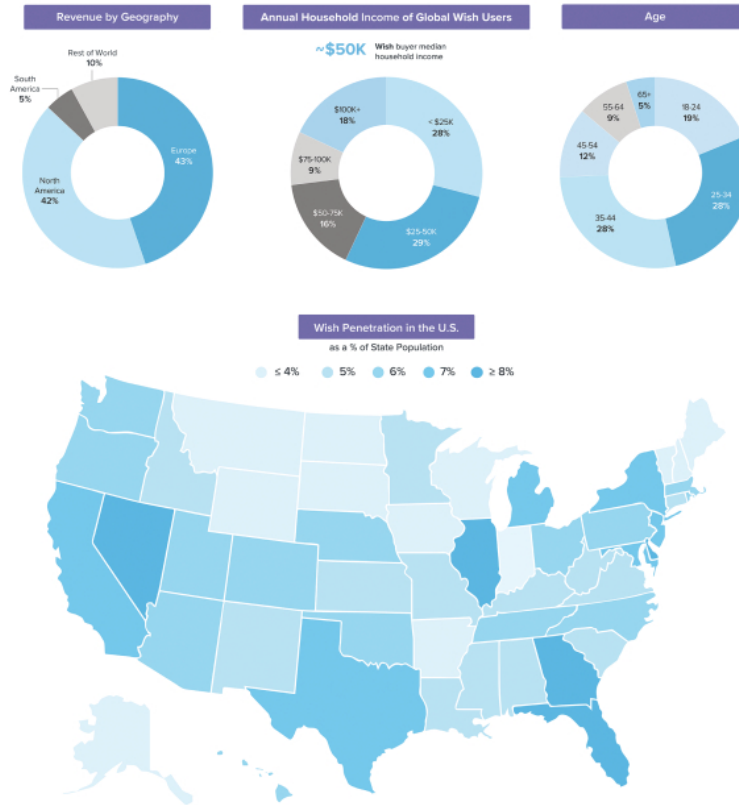 Revenue by Geography
Annual Household Income of Global Wish Users
Age
~$50K
Wish buyer median
household income
Rest of World
10%
South
America
5%
Europe
43%
North
America
42%
$100K+
18%
< $25K
28%
$75-100K
9%
$50-75K
16%
$25-50K
29%
65+
5%
55-64
9%
18-24
19%
45-54
12%
25-34
28%
35-44
28%
Wish Penetration in the U.S.
as a % of State Population
≤ 4%
5%
6%
7%
≥ 8%